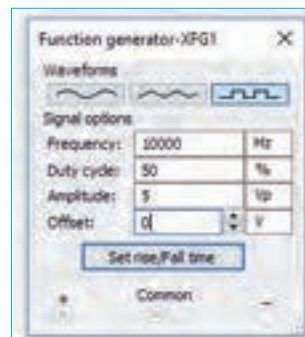 Function generator-XFG1
Waveforms
Signal options
Frequency: 10000 Hz
Duty cycle: 50 %
Amplitude: 5 Vp
Offset: 0 V
Set rise/Fall time
+ Common -